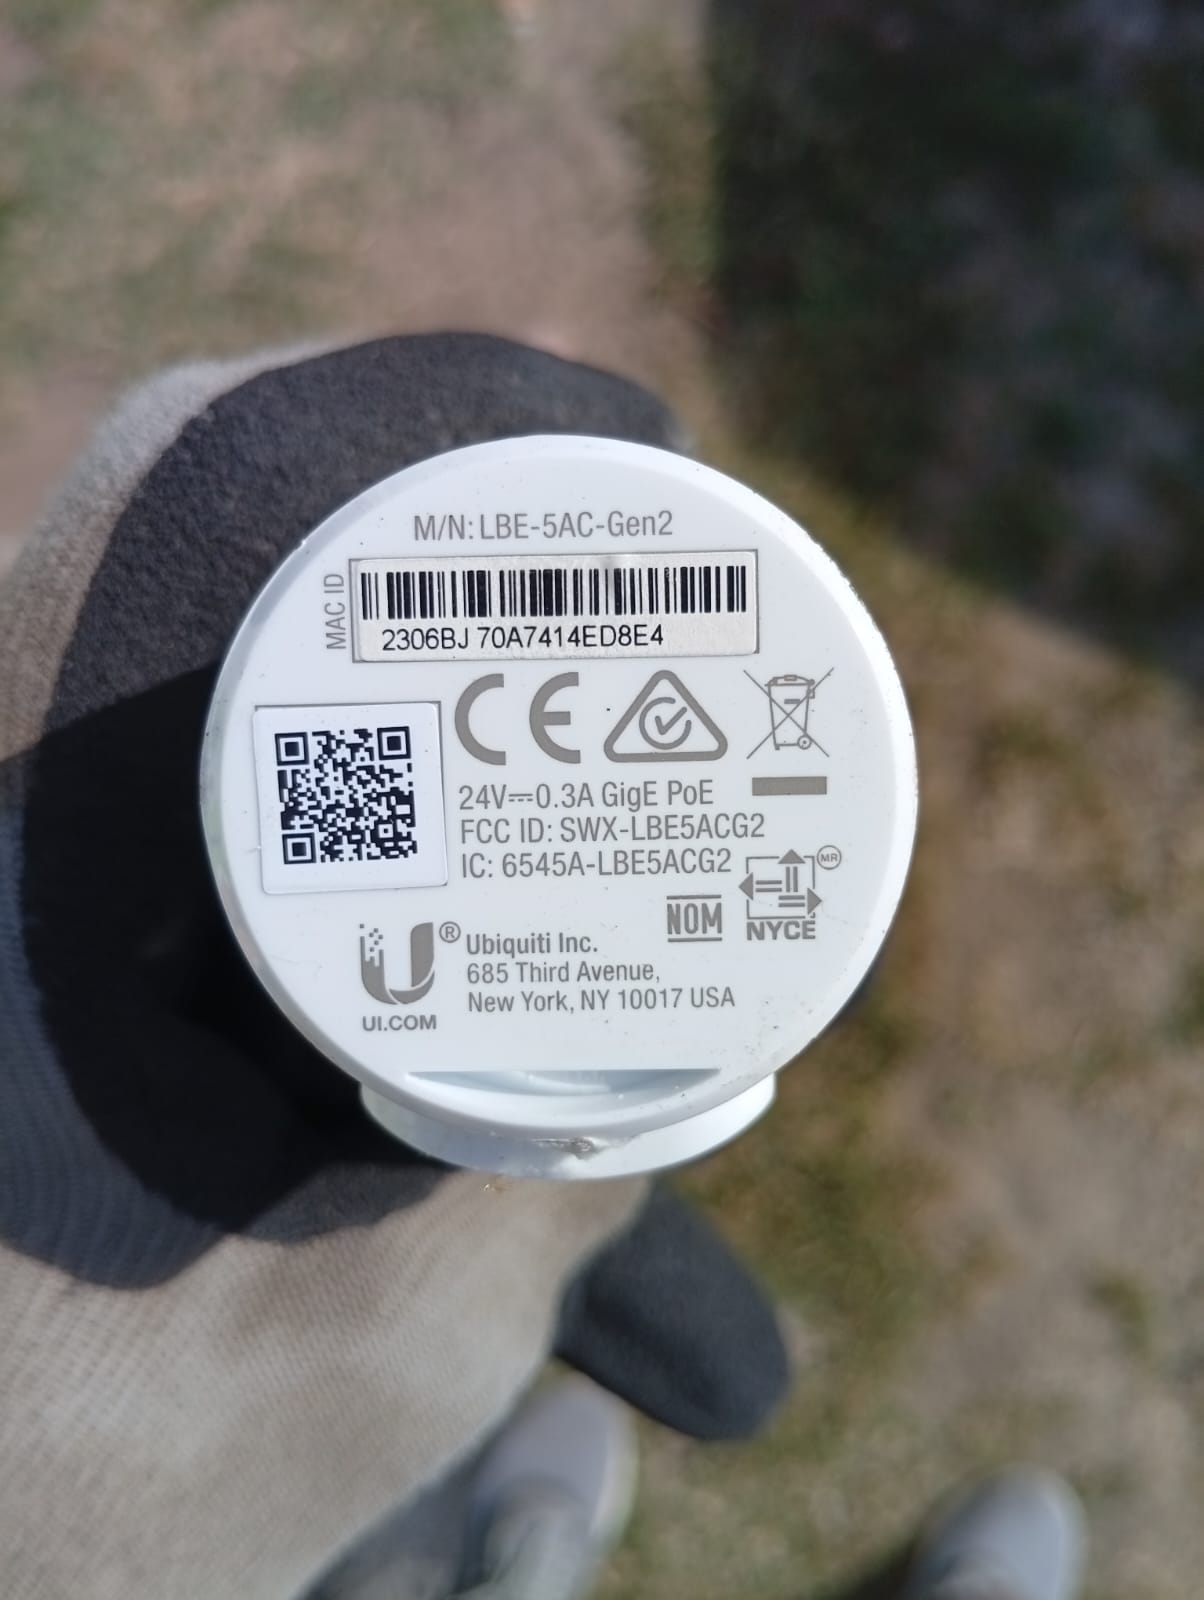 M/N: LBE-5AC-Gen2
MAC ID
2306BJ 70A7414ED8E4
CE
24V⎓0.3A GigE PoE
FCC ID: SWX-LBE5ACG2
IC: 6545A-LBE5ACG2
MR
NOM
NYCE
U®
UI.COM
Ubiquiti Inc.
685 Third Avenue,
New York, NY 10017 USA